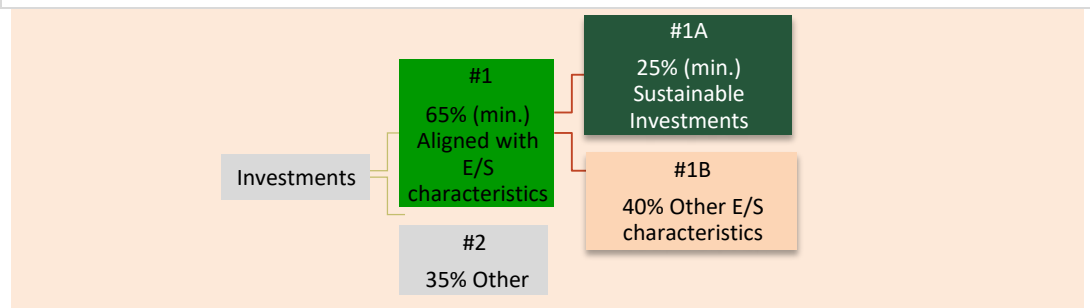 Investments
#1
65% (min.)
Aligned with
E/S
characteristics
#2
35% Other
#1A
25% (min.)
Sustainable
Investments
#1B
40% Other E/S
characteristics